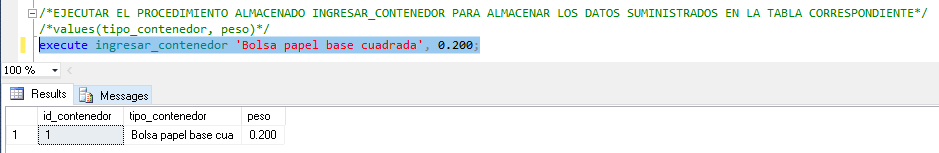 /*EJECUTAR EL PROCEDIMIENTO ALMACENADO INGRESAR_CONTENEDOR PARA ALMACENAR LOS DATOS SUMINISTRADOS EN LA TABLA CORRESPONDIENTE*/
/*values(tipo_contenedor, peso)*/
execute ingresar_contenedor 'Bolsa papel base cuadrada', 0.200;
100 %
Results Messages
id_contenedor tipo_contenedor peso
1 1 Bolsa papel base cua 0.200